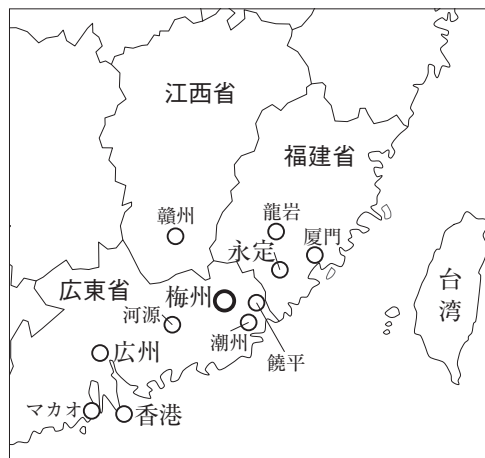 江西省
福建省
贛州
龍岩
厦門
永定
台湾
広東省
梅州
河源
潮州
饒平
広州
マカオ
香港